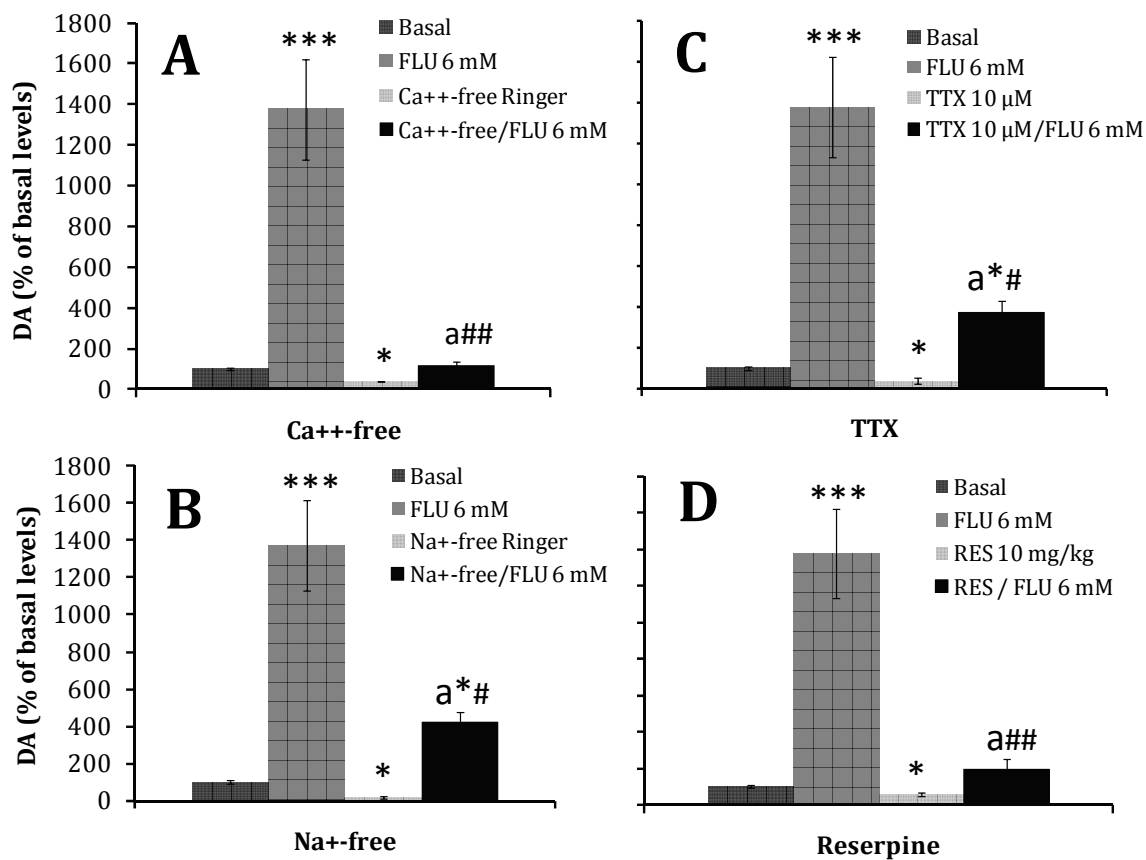 A
DA (% of basal levels)
1800
1600
1400
1200
1000
800
600
400
200
0
***
*
a##
Basal
FLU 6 mM
Ca++-free Ringer
Ca++-free/FLU 6 mM
Ca++-free
C
***
*
a*#
Basal
FLU 6 mM
TTX 10 µM
TTX 10 µM/FLU 6 mM
TTX
B
DA (% of basal levels)
1800
1600
1400
1200
1000
800
600
400
200
0
***
*
a*#
Basal
FLU 6 mM
Na+-free Ringer
Na+-free/FLU 6 mM
Na+-free
D
***
*
a##
Basal
FLU 6 mM
RES 10 mg/kg
RES / FLU 6 mM
Reserpine